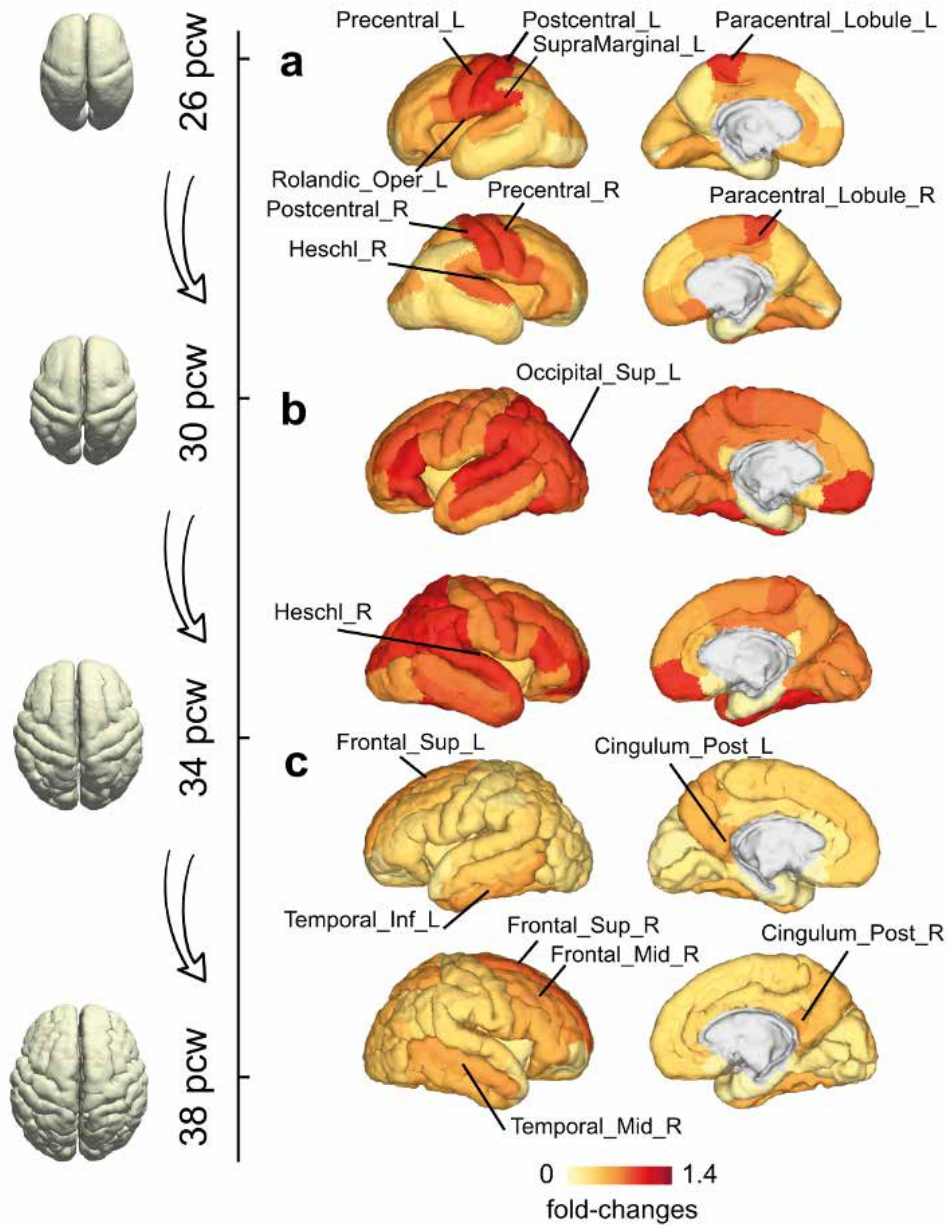 26 pcw
30 pcw
34 pcw
38 pcw
a
Precentral_L
Postcentral_L
SupraMarginal_L
Paracentral_Lobule_L
Rolandic_Oper_L
Postcentral_R
Precentral_R
Heschl_R
Paracentral_Lobule_R
b
Occipital_Sup_L
Heschl_R
c
Frontal_Sup_L
Cingulum_Post_L
Temporal_Inf_L
Frontal_Sup_R
Frontal_Mid_R
Cingulum_Post_R
Temporal_Mid_R
0 1.4
fold-changes